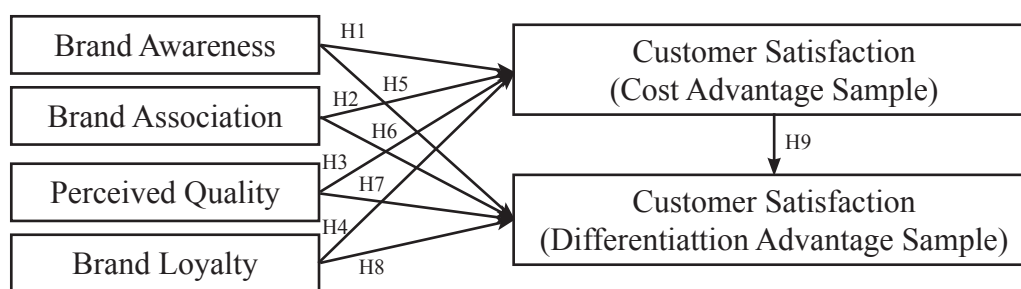 Brand Awareness
Brand Association
Perceived Quality
Brand Loyalty
H1
H5
H2
H6
H3
H7
H4
H8
Customer Satisfaction
(Cost Advantage Sample)
H9
Customer Satisfaction
(Differentiattion Advantage Sample)